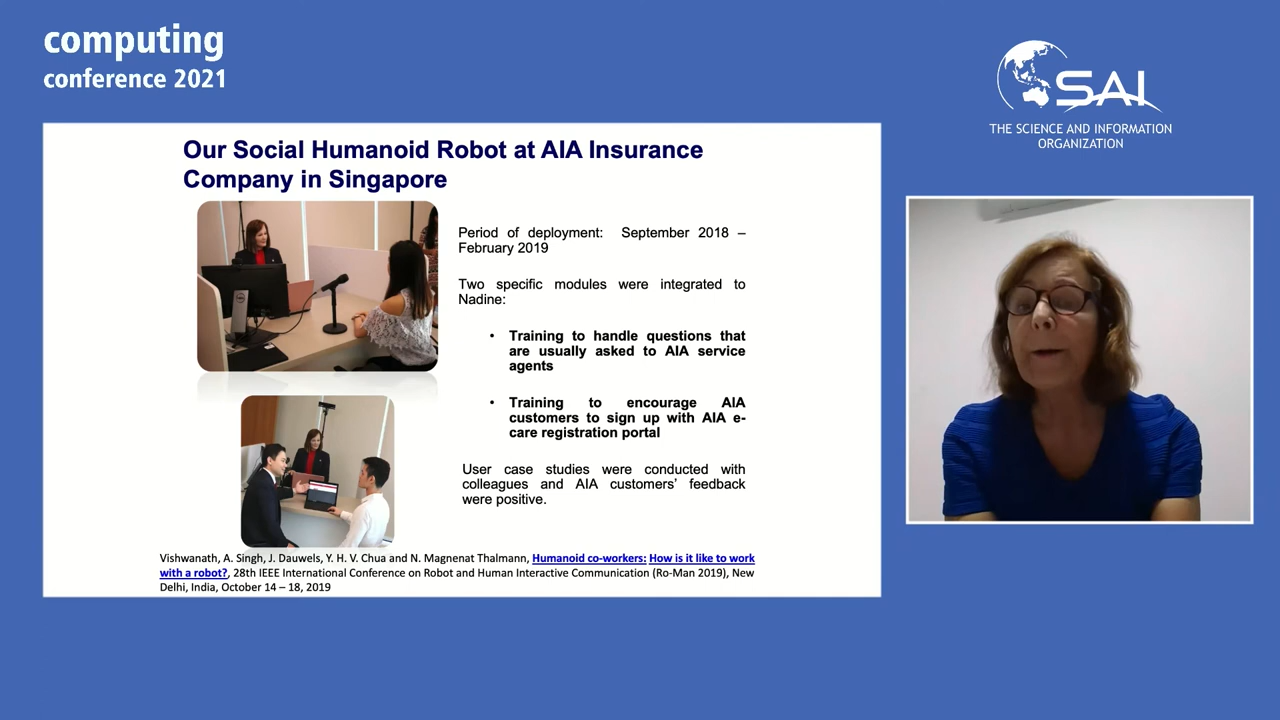 computing
conference 2021
SAI
THE SCIENCE AND INFORMATION
ORGANIZATION
Our Social Humanoid Robot at AIA Insurance
Company in Singapore
Period of deployment: September 2018 –
February 2019
Two specific modules were integrated to
Nadine:
• Training to handle questions that
are usually asked to AIA service
agents
• Training to encourage AIA
customers to sign up with AIA e-
care registration portal
User case studies were conducted with
colleagues and AIA customers’ feedback
were positive.
Vishwanath, A. Singh, J. Dauwels, Y. H. V. Chua and N. Magnenat Thalmann, Humanoid co-workers: How is it like to work
with a robot?, 28th IEEE International Conference on Robot and Human Interactive Communication (Ro-Man 2019), New
Delhi, India, October 14 – 18, 2019